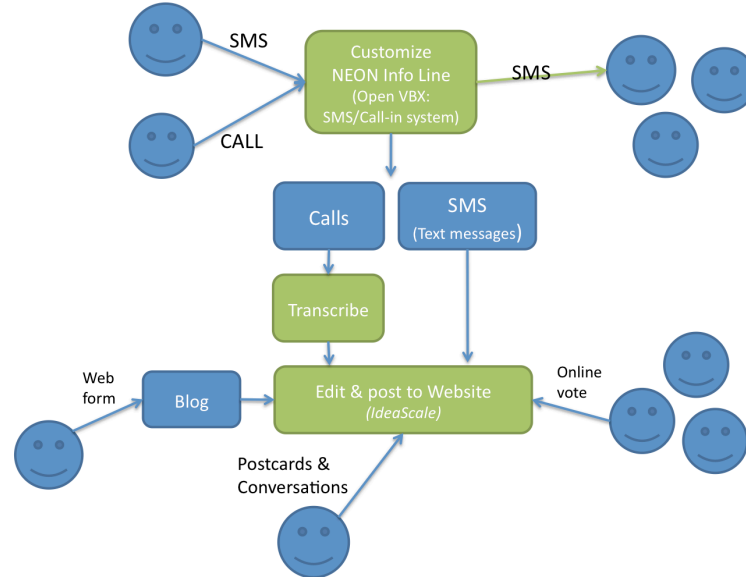 SMS
Customize
NEON Info Line
(Open VBX:
SMS/Call-in system)
SMS
CALL
Calls
SMS
(Text messages)
Transcribe
Web
form
Blog
Edit & post to Website
(IdeaScale)
Online
vote
Postcards &
Conversations